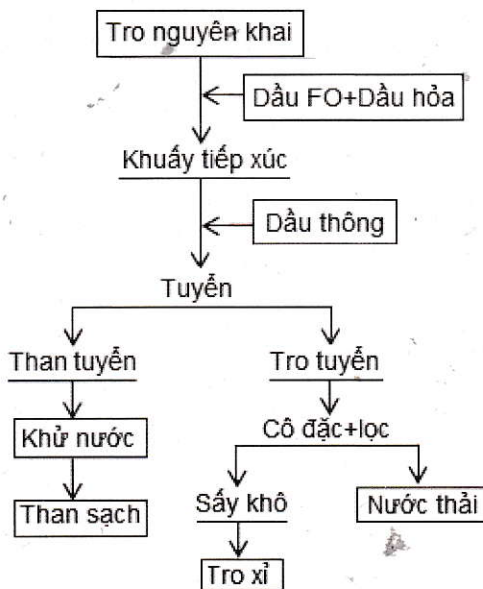 Tro nguyên khai
Dầu FO+Dầu hỏa
Khuấy tiếp xúc
Dầu thông
Tuyển
Than tuyển
Tro tuyển
Khử nước
Cô đặc+lọc
Than sạch
Sấy khô
Nước thải
Tro xỉ